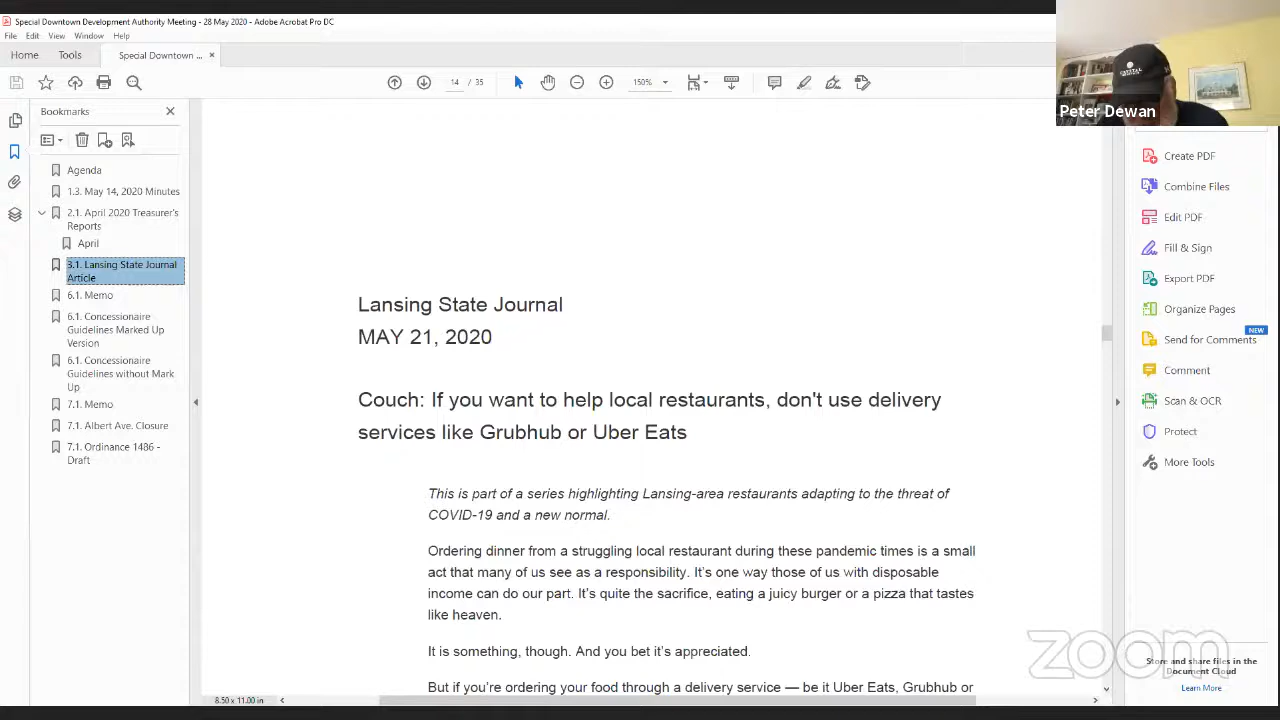 Special Downtown Development Authority Meeting - 28 May 2020 - Adobe Acrobat Pro DC
File Edit View Window Help
Home Tools Special Downtown ... ×
14 / 35 150%
Peter Dewan
Bookmarks
Agenda
1.3. May 14, 2020 Minutes
2.1. April 2020 Treasurer's
Reports
April
3.1. Lansing State Journal
Article
6.1. Memo
6.1. Concessionaire
Guidelines Marked Up
Version
6.1. Concessionaire
Guidelines without Mark
Up
7.1. Memo
7.1. Albert Ave. Closure
7.1. Ordinance 1486 -
Draft
Lansing State Journal
MAY 21, 2020
Couch: If you want to help local restaurants, don't use delivery
services like Grubhub or Uber Eats
This is part of a series highlighting Lansing-area restaurants adapting to the threat of
COVID-19 and a new normal.
Ordering dinner from a struggling local restaurant during these pandemic times is a small
act that many of us see as a responsibility. It's one way those of us with disposable
income can do our part. It's quite the sacrifice, eating a juicy burger or a pizza that tastes
like heaven.
It is something, though. And you bet it's appreciated.
But if you're ordering your food through a delivery service — be it Uber Eats, Grubhub or
8.50 x 11.00 in
Create PDF
Combine Files
Edit PDF
Fill & Sign
Export PDF
Organize Pages
NEW
Send for Comments
Comment
Scan & OCR
Protect
More Tools
zoom
Store and share files in the
Document Cloud
Learn More